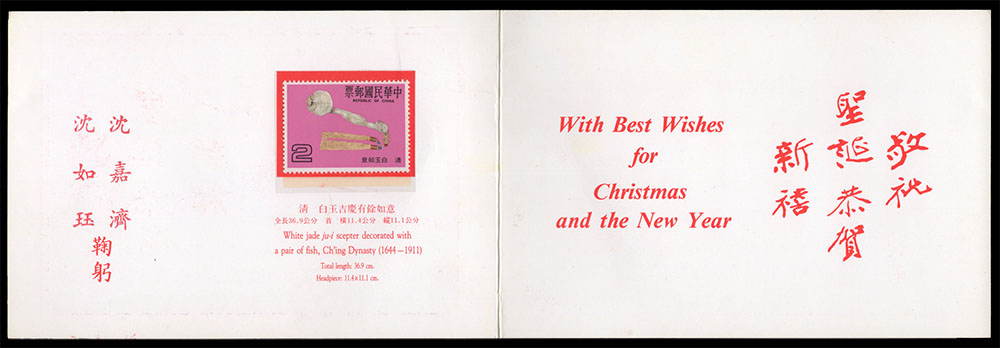 沈嘉濟
沈如珏
鞠躬
中華民國郵票
REPUBLIC OF CHINA
2
清 白玉如意
清 白玉吉慶有餘如意
全長36.9公分 首 橫11.4公分 縱11.1公分
White jade ju-i scepter decorated with
a pair of fish, Ch'ing Dynasty (1644－1911)
Total length: 36.9 cm.
Headpiece: 11.4×11.1 cm.
With Best Wishes
for
Christmas
and the New Year
敬祝
聖誕恭賀
新禧